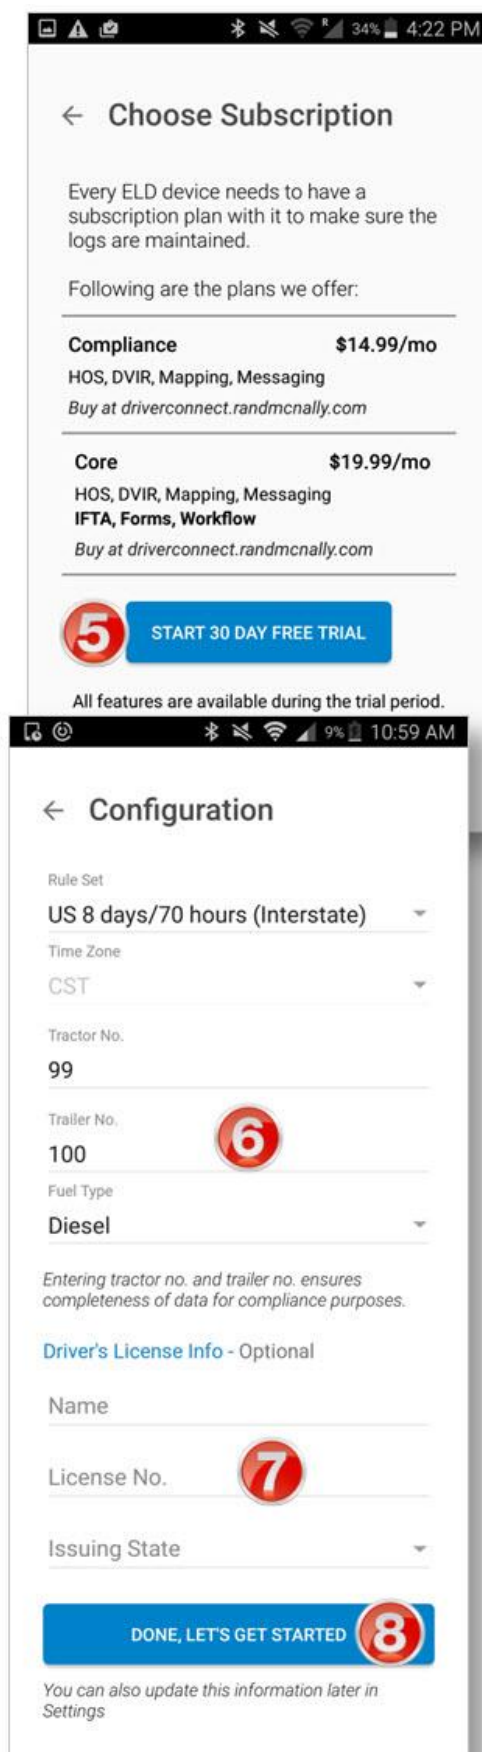 R 34% 4:22 PM
← Choose Subscription
Every ELD device needs to have a
subscription plan with it to make sure the
logs are maintained.
Following are the plans we offer:
Compliance $14.99/mo
HOS, DVIR, Mapping, Messaging
Buy at driverconnect.randmcnally.com
Core $19.99/mo
HOS, DVIR, Mapping, Messaging
IFTA, Forms, Workflow
Buy at driverconnect.randmcnally.com
5 START 30 DAY FREE TRIAL
All features are available during the trial period.
9% 10:59 AM
← Configuration
Rule Set
US 8 days/70 hours (Interstate)
Time Zone
CST
Tractor No.
99
Trailer No.
100
6
Fuel Type
Diesel
Entering tractor no. and trailer no. ensures
completeness of data for compliance purposes.
Driver's License Info - Optional
Name
License No. 7
Issuing State
DONE, LET'S GET STARTED 8
You can also update this information later in
Settings